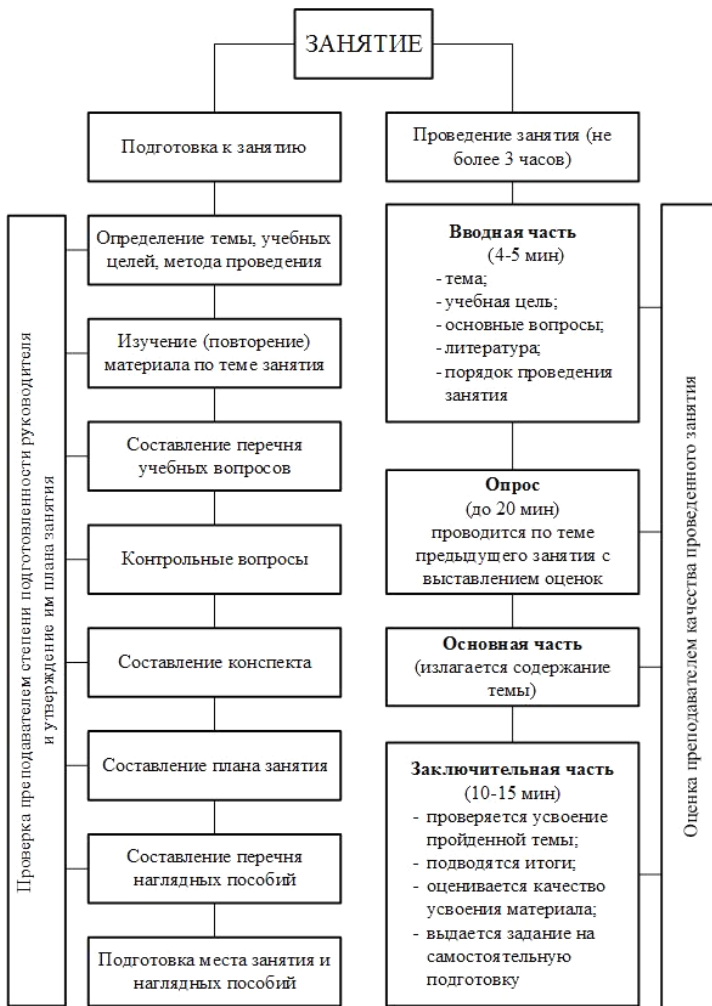 ЗАНЯТИЕ
Подготовка к занятию
Определение темы, учебных
целей, метода проведения
Изучение (повторение)
материала по теме занятия
Составление перечня
учебных вопросов
Контрольные вопросы
Составление конспекта
Составление плана занятия
Составление перечня
наглядных пособий
Подготовка места занятия и
наглядных пособий
Проверка преподавателем степени подготовленности руководителя
и утверждение им плана занятия
Проведение занятия (не
более 3 часов)
Вводная часть
(4-5 мин)
- тема;
- учебная цель;
- основные вопросы;
- литература;
- порядок проведения
занятия
Опрос
(до 20 мин)
проводится по теме
предыдущего занятия с
выставлением оценок
Основная часть
(излагается содержание
темы)
Заключительная часть
(10-15 мин)
- проверяется усвоение
пройденной темы;
- подводятся итоги;
- оценивается качество
усвоения материала;
- выдается задание на
самостоятельную
подготовку
Оценка преподавателем качества проведенного занятия